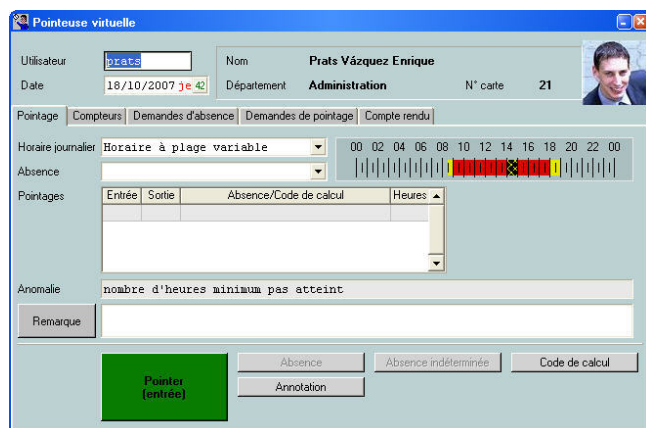 Pointeuse virtuelle
Utilisateur prats Nom Prats Vázquez Enrique
Date 18/10/2007 je 42 Département Administration N° carte 21
Pointage Compteurs Demandes d'absence Demandes de pointage Compte rendu
Horaire journalier Horaire à plage variable 00 02 04 06 08 10 12 14 16 18 20 22 00
Absence
Pointages Entrée Sortie Absence/Code de calcul Heures
Anomalie nombre d'heures minimum pas atteint
Remarque
Pointer
(entrée)
Absence Absence indéterminée Code de calcul
Annotation